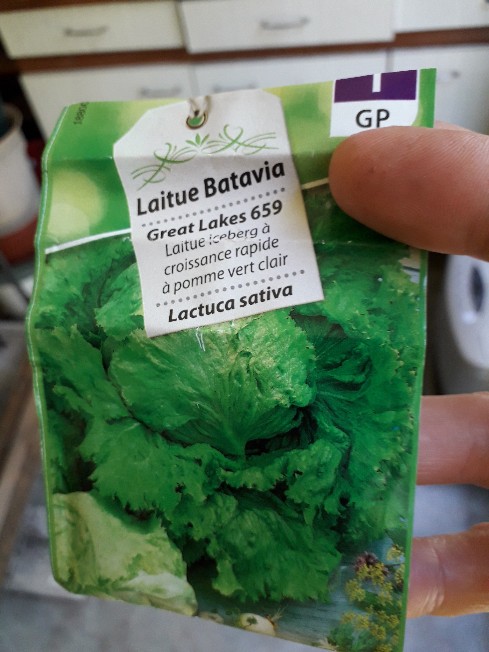 GP
Laitue Batavia
Great Lakes 659
Laitue iceberg à
croissance rapide
à pomme vert clair
Lactuca sativa